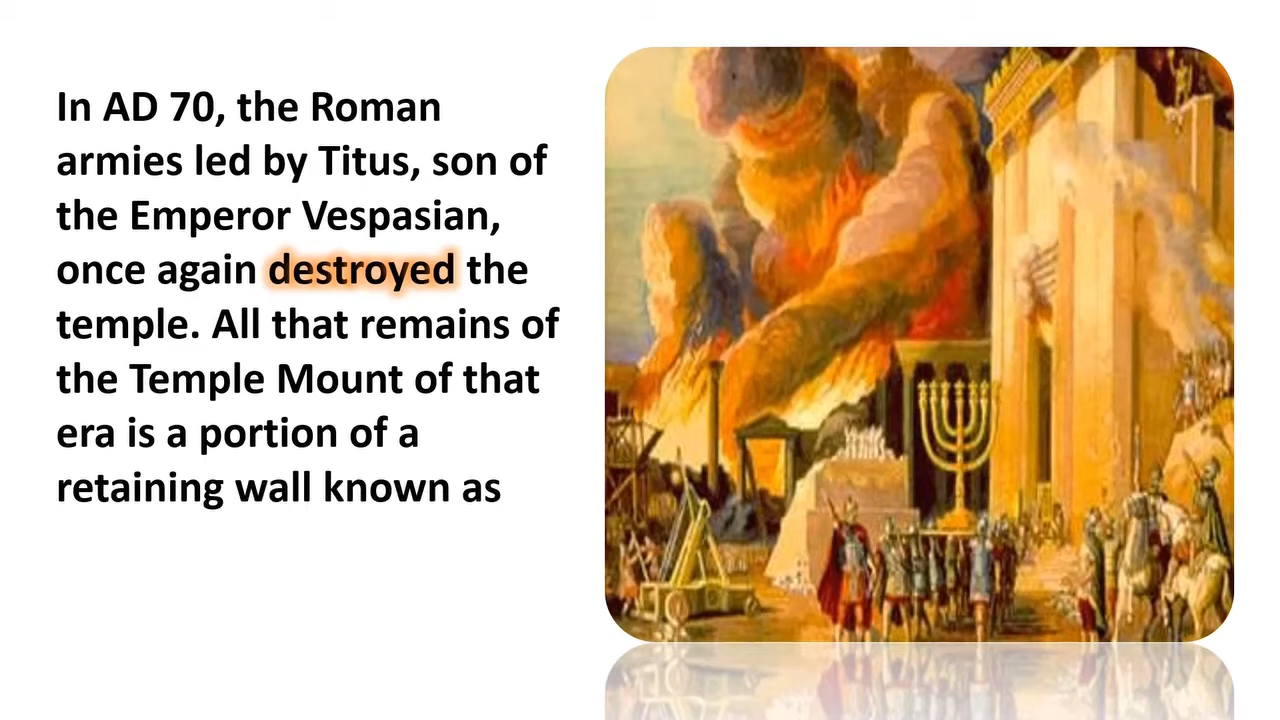 In AD 70, the Roman
armies led by Titus, son of
the Emperor Vespasian,
once again destroyed the
temple. All that remains of
the Temple Mount of that
era is a portion of a
retaining wall known as